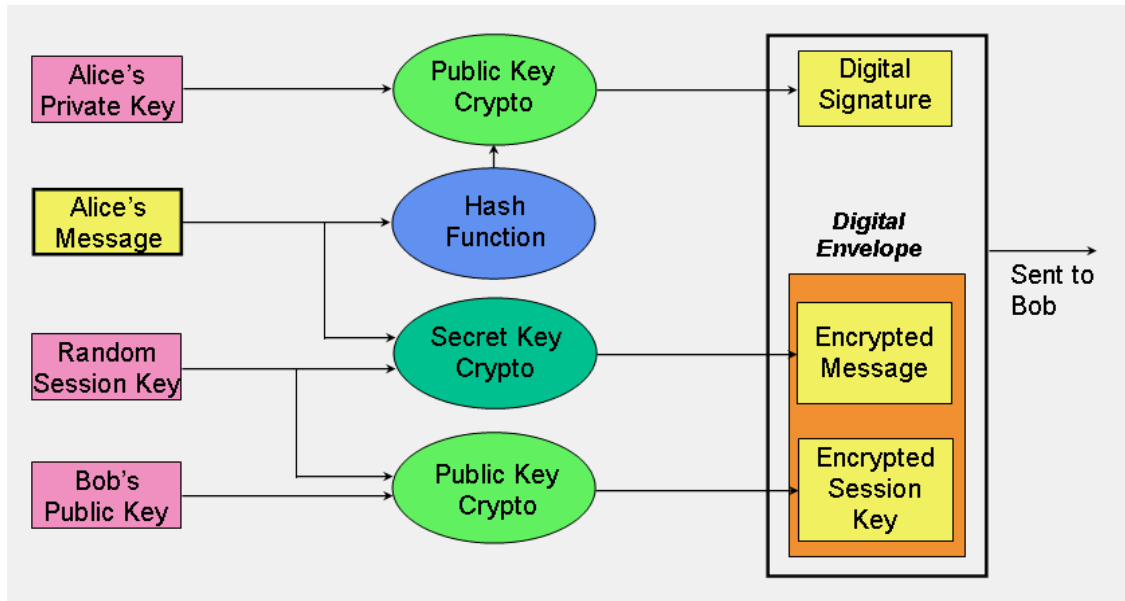 Alice's
Private Key
Public Key
Crypto
Digital
Signature
Alice's
Message
Hash
Function
Digital
Envelope
Sent to
Bob
Random
Session Key
Secret Key
Crypto
Encrypted
Message
Bob's
Public Key
Public Key
Crypto
Encrypted
Session
Key